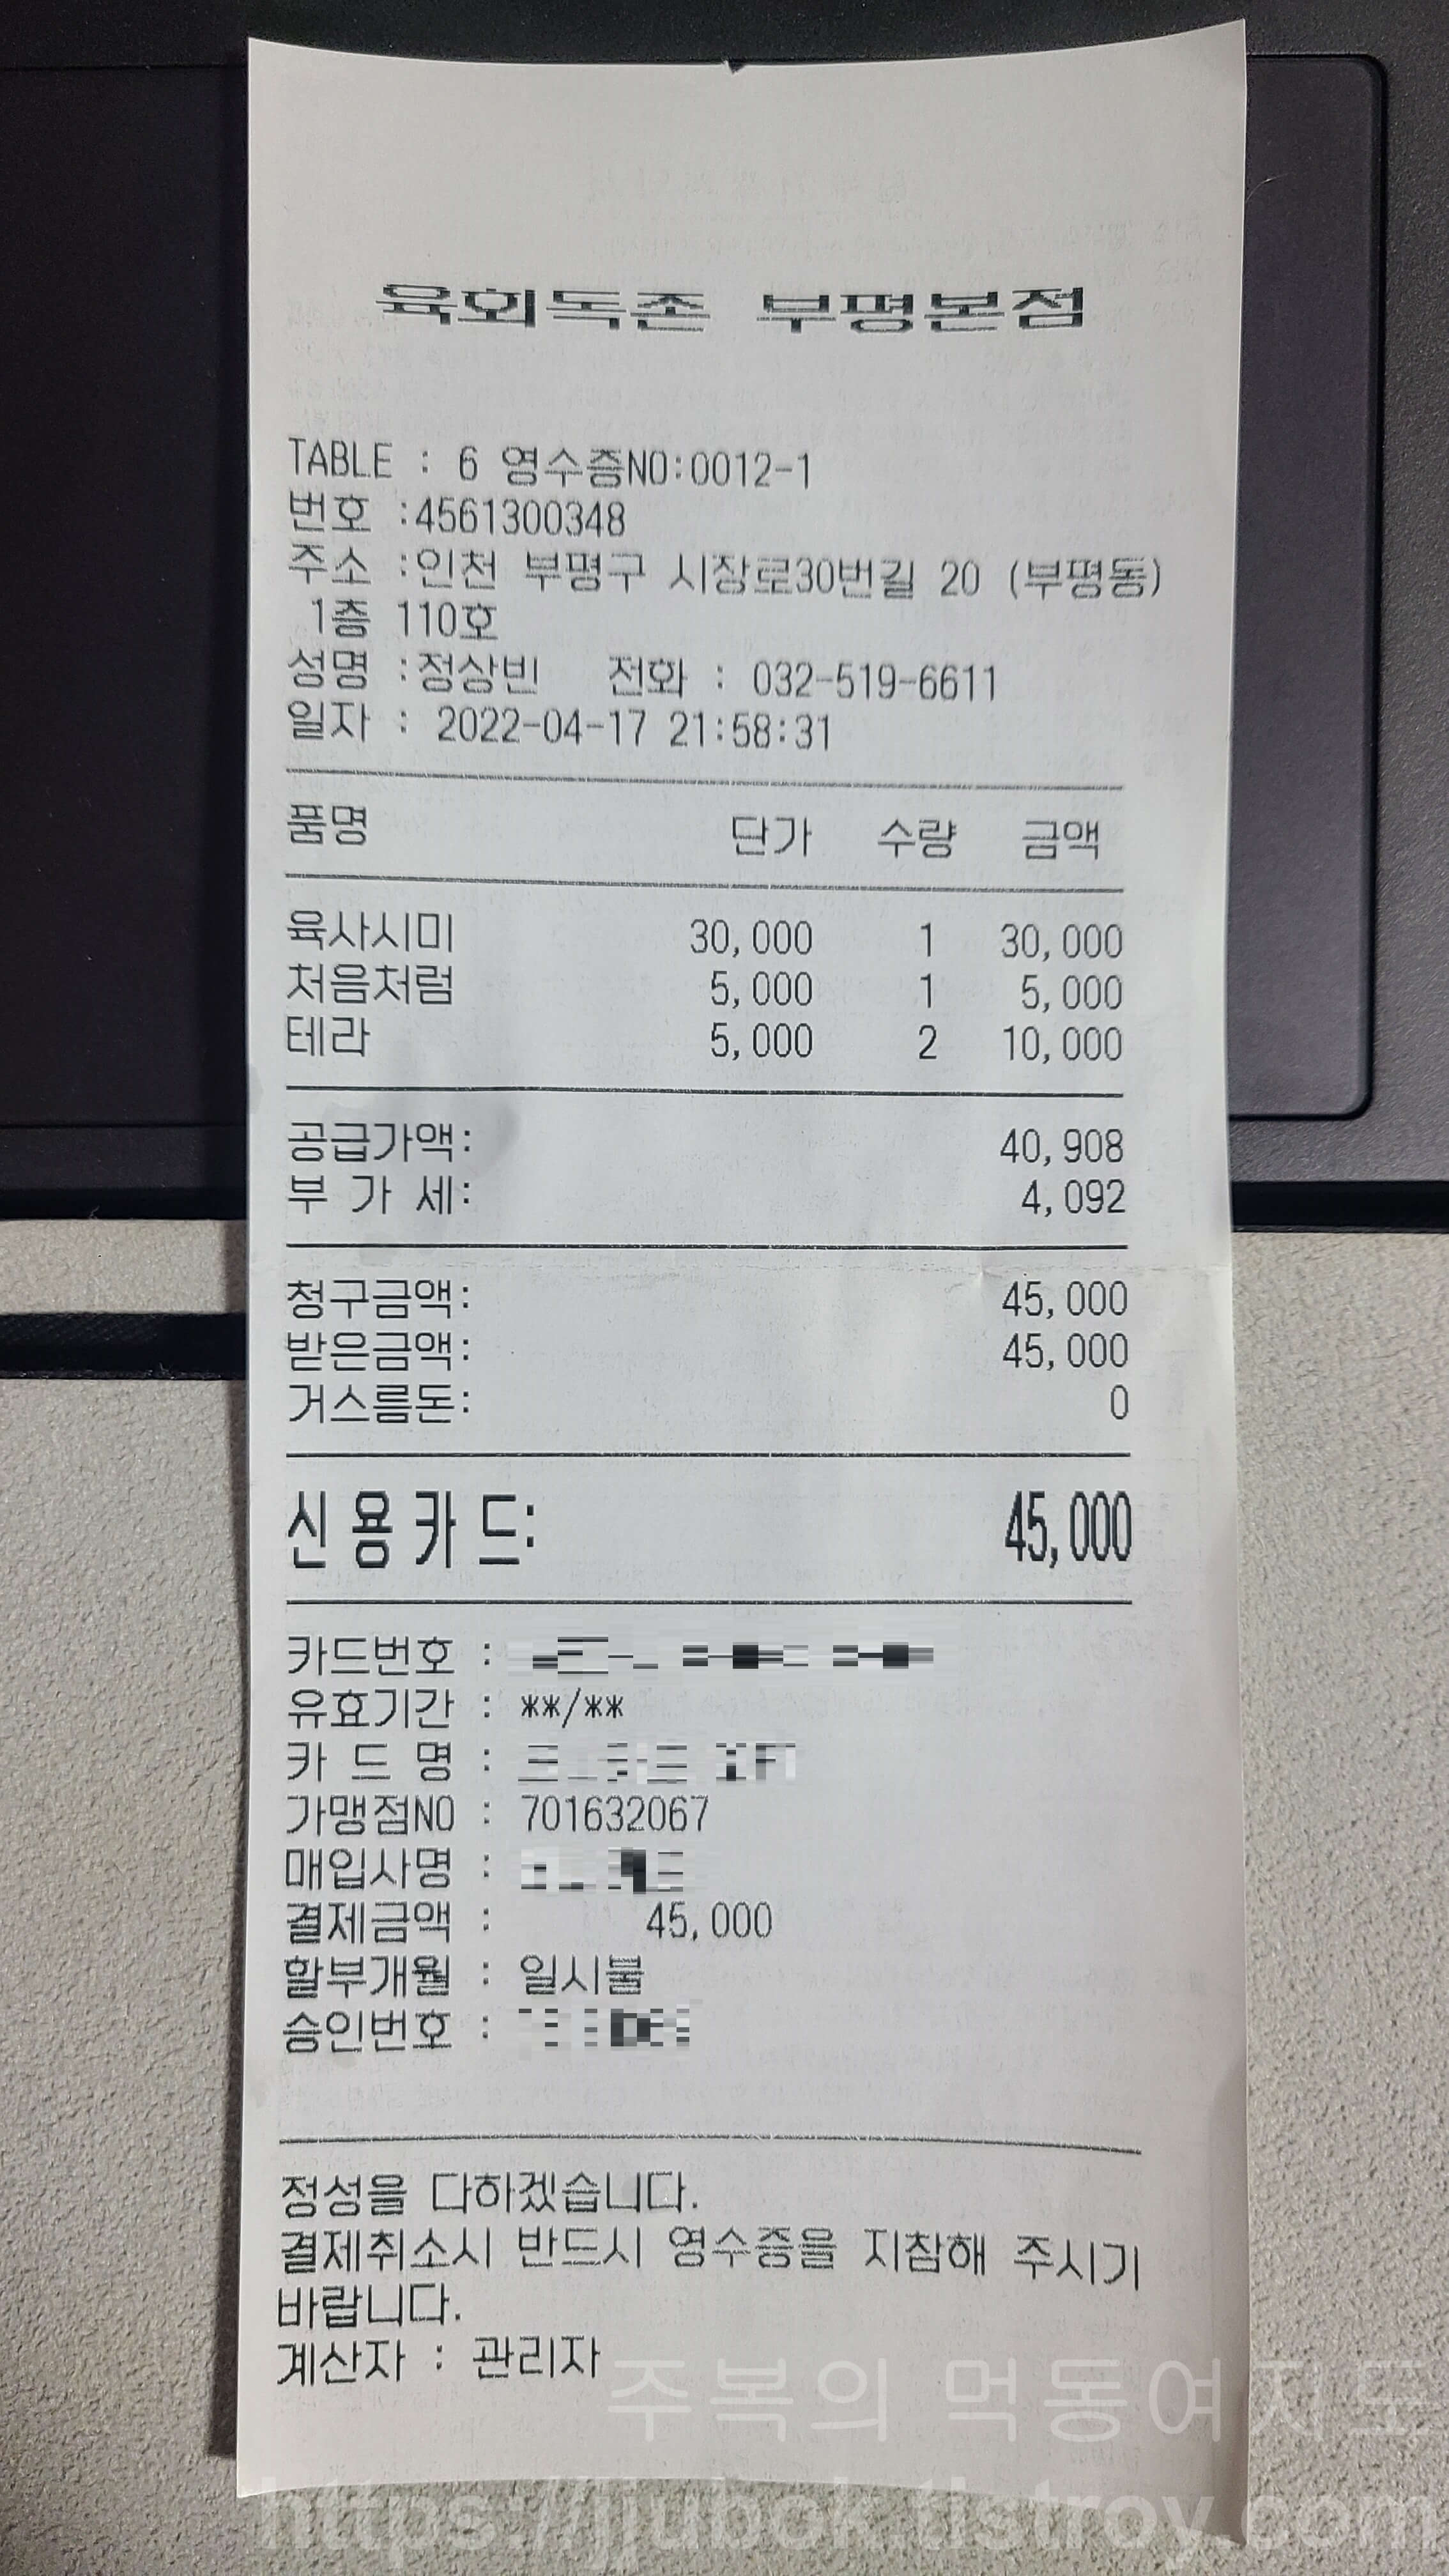 육회독존 부평본점
TABLE : 6 영수증NO:0012-1
번호 :4561300348
주소 :인천 부평구 시장로30번길 20 (부평동)
1층 110호
성명 :정상빈 전화 : 032-519-6611
일자 : 2022-04-17 21:58:31
품명 단가 수량 금액
육사시미 30,000 1 30,000
처음처럼 5,000 1 5,000
테라 5,000 2 10,000
공급가액: 40,908
부 가 세: 4,092
청구금액: 45,000
받은금액: 45,000
거스름돈: 0
신용카드: 45,000
카드번호 :
유효기간 : **/**
카 드 명 :
가맹점NO : 701632067
매입사명 :
결제금액 : 45,000
할부개월 : 일시불
승인번호 :
정성을 다하겠습니다.
결제취소시 반드시 영수증을 지참해 주시기
바랍니다.
계산자 : 관리자
주복의 먹동여지도
https://jjubok.tistroy.com